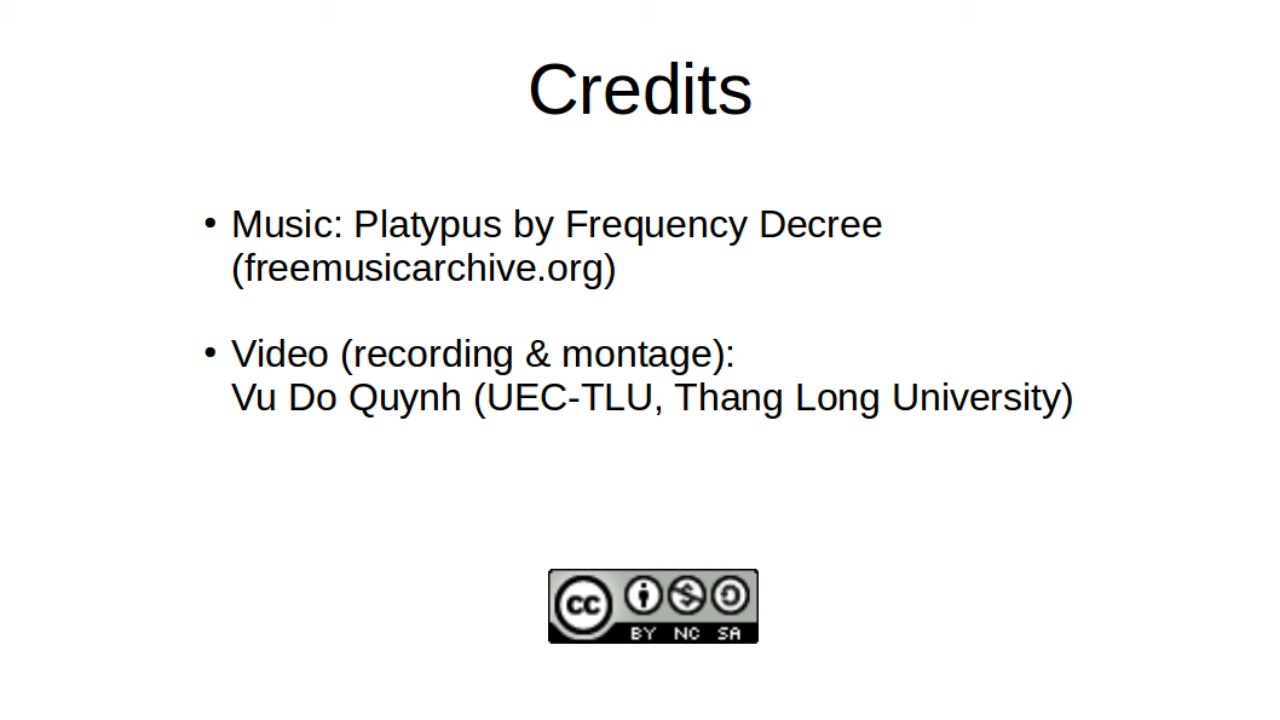 Credits
• Music: Platypus by Frequency Decree
(freemusicarchive.org)
• Video (recording & montage):
Vu Do Quynh (UEC-TLU, Thang Long University)
cc
BY NC SA